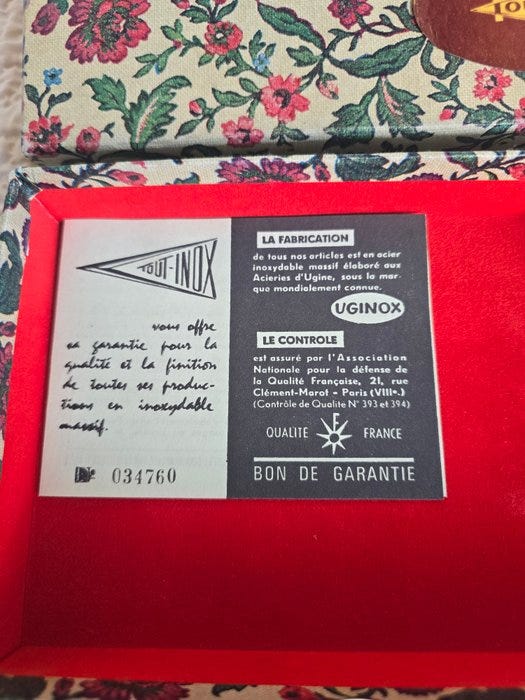 TOUT-INOX
vous offre
sa garantie pour la
qualité et la finition
de toutes ses produc-
tions en inoxydable
massif.
No 034760
LA FABRICATION
de tous nos articles est en acier
inoxydable massif élaboré aux
Acieries d'Ugine, sous la mar-
que mondialement connue.
UGINOX
LE CONTROLE
est assuré par l'Association
Nationale pour la défense de
la Qualité Française, 21, rue
Clément-Marot - Paris (VIIIe.)
(Contrôle de Qualité N° 393 et 394)
F
QUALITE FRANCE
BON DE GARANTIE